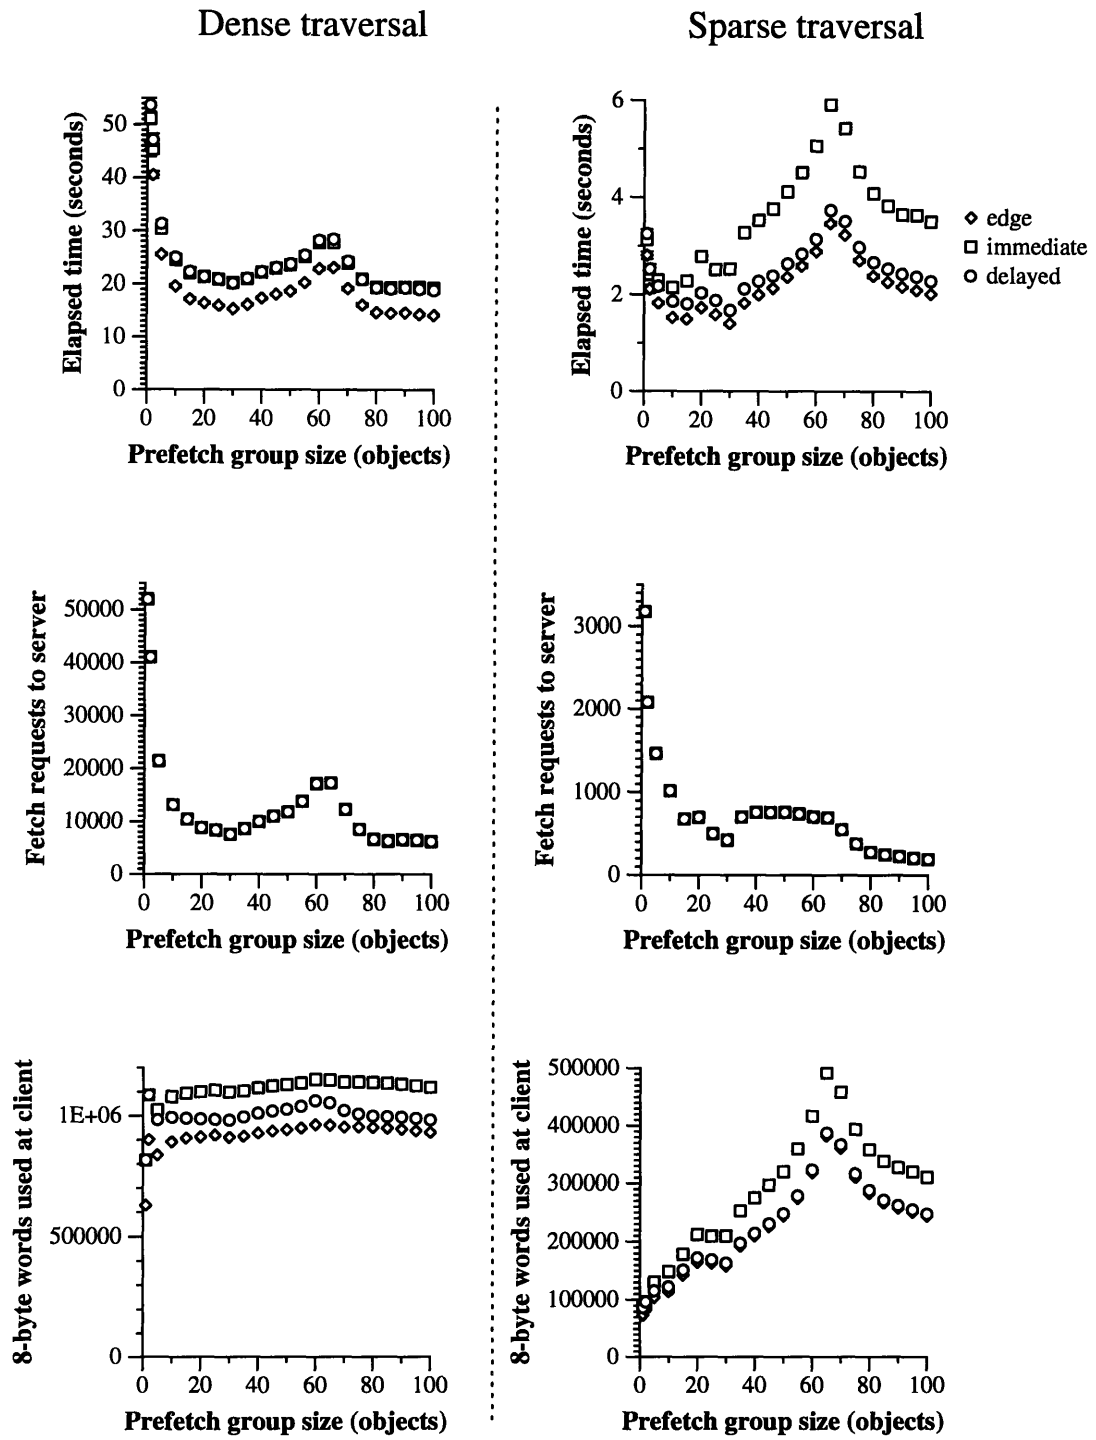 Dense traversal
Sparse traversal
Elapsed time (seconds)
50
40
30
20
10
0
0 20 40 60 80 100
Prefetch group size (objects)
Elapsed time (seconds)
6
4
2
0
0 20 40 60 80 100
Prefetch group size (objects)
edge
immediate
delayed
Fetch requests to server
50000
40000
30000
20000
10000
0
0 20 40 60 80 100
Prefetch group size (objects)
Fetch requests to server
3000
2000
1000
0
0 20 40 60 80 100
Prefetch group size (objects)
8-byte words used at client
1E+06
500000
0
0 20 40 60 80 100
Prefetch group size (objects)
8-byte words used at client
500000
400000
300000
200000
100000
0
0 20 40 60 80 100
Prefetch group size (objects)